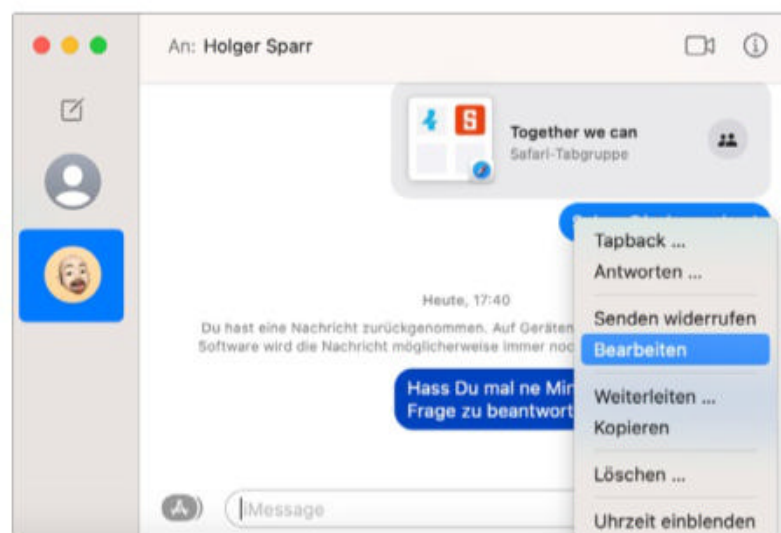 An: Holger Sparr
Together we can
Safari-Tabgruppe
Heute, 17:40
Du hast eine Nachricht zurückgenommen. Auf Geräten
Software wird die Nachricht möglicherweise immer noc
Hass Du mal ne Min
Frage zu beantwort
Tapback ...
Antworten ...
Senden widerrufen
Bearbeiten
Weiterleiten ...
Kopieren
Löschen ...
Uhrzeit einblenden
iMessage